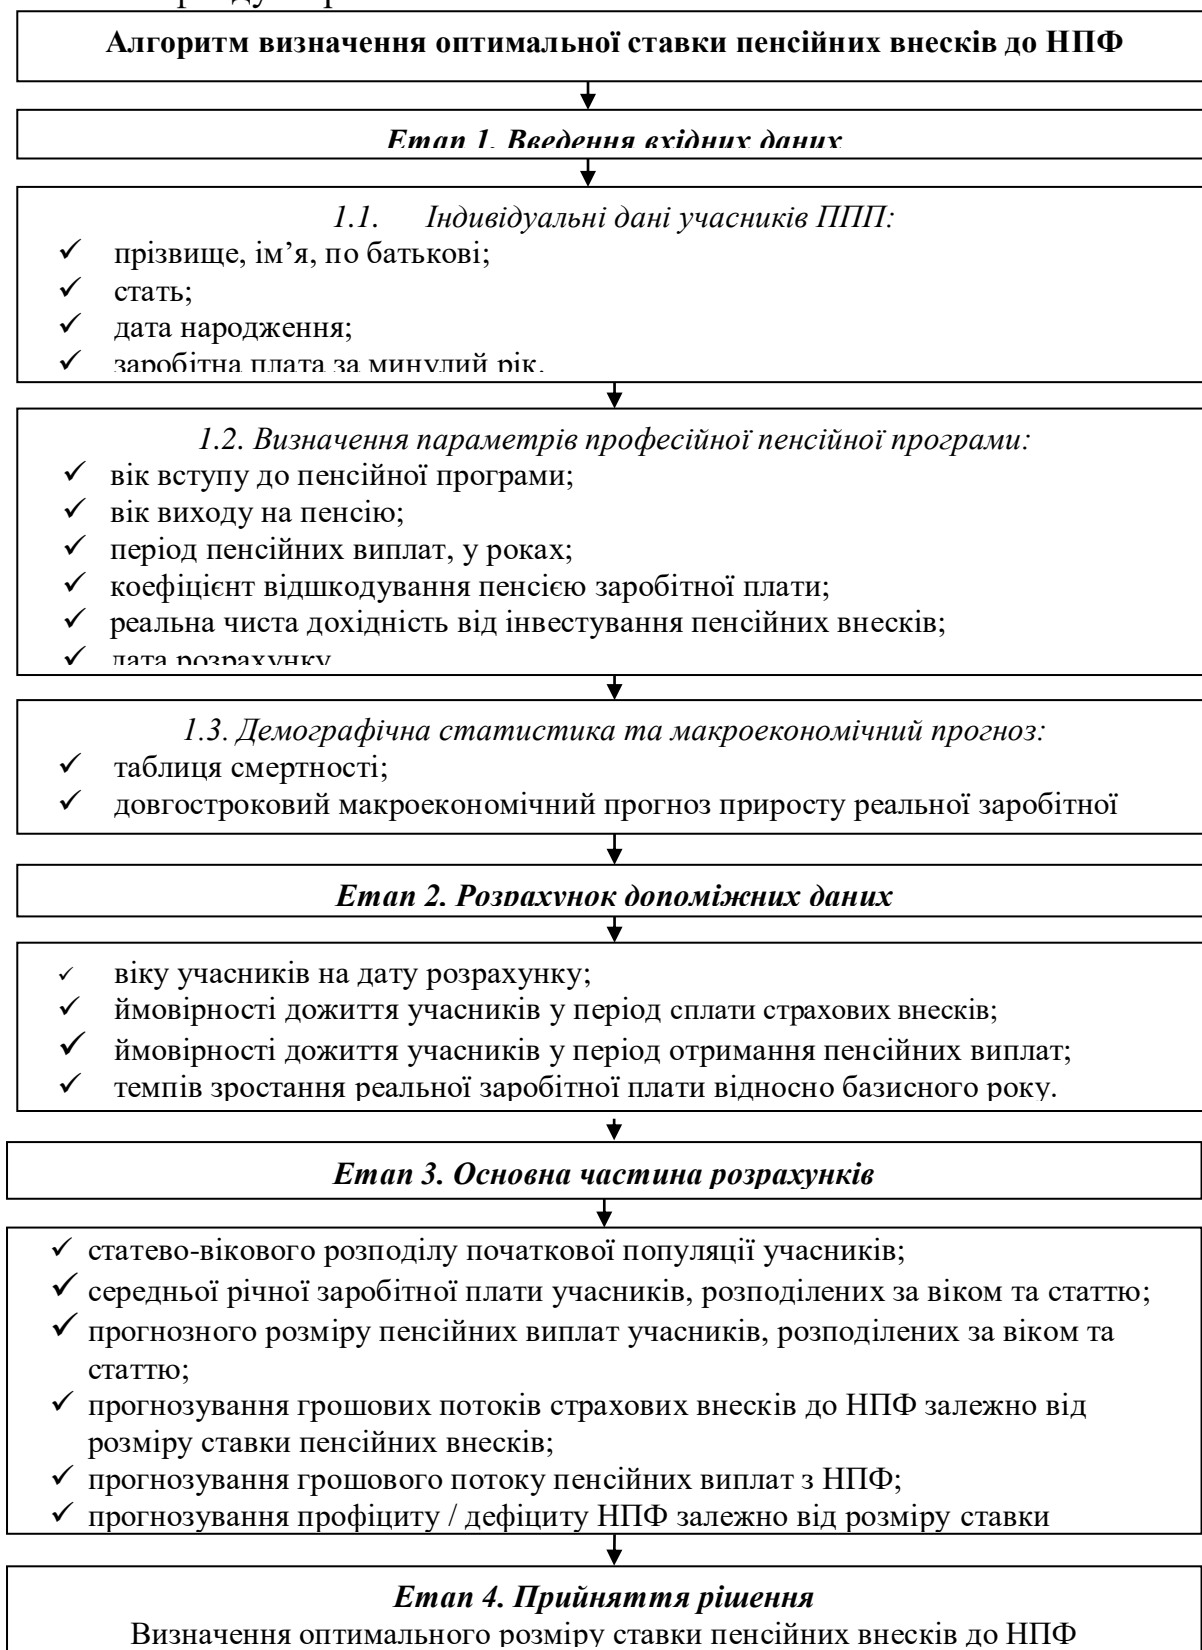 Алгоритм визначення оптимальної ставки пенсійних внесків до НПФ
Етап 1. Введення вхідних даних
1.1. Індивідуальні дані учасників ППП:
✓ прізвище, ім’я, по батькові;
✓ стать;
✓ дата народження;
✓ заробітна плата за минулий рік.
1.2. Визначення параметрів професійної пенсійної програми:
✓ вік вступу до пенсійної програми;
✓ вік виходу на пенсію;
✓ період пенсійних виплат, у роках;
✓ коефіцієнт відшкодування пенсією заробітної плати;
✓ реальна чиста дохідність від інвестування пенсійних внесків;
✓ дата розрахунку
1.3. Демографічна статистика та макроекономічний прогноз:
✓ таблиця смертності;
✓ довгостроковий макроекономічний прогноз приросту реальної заробітної
Етап 2. Розрахунок допоміжних даних
✓ віку учасників на дату розрахунку;
✓ ймовірності дожиття учасників у період сплати страхових внесків;
✓ ймовірності дожиття учасників у період отримання пенсійних виплат;
✓ темпів зростання реальної заробітної плати відносно базисного року.
Етап 3. Основна частина розрахунків
✓ статево-вікового розподілу початкової популяції учасників;
✓ середньої річної заробітної плати учасників, розподілених за віком та статтю;
✓ прогнозного розміру пенсійних виплат учасників, розподілених за віком та
статтю;
✓ прогнозування грошових потоків страхових внесків до НПФ залежно від
розміру ставки пенсійних внесків;
✓ прогнозування грошового потоку пенсійних виплат з НПФ;
✓ прогнозування профіциту / дефіциту НПФ залежно від розміру ставки
Етап 4. Прийняття рішення
Визначення оптимального розміру ставки пенсійних внесків до НПФ